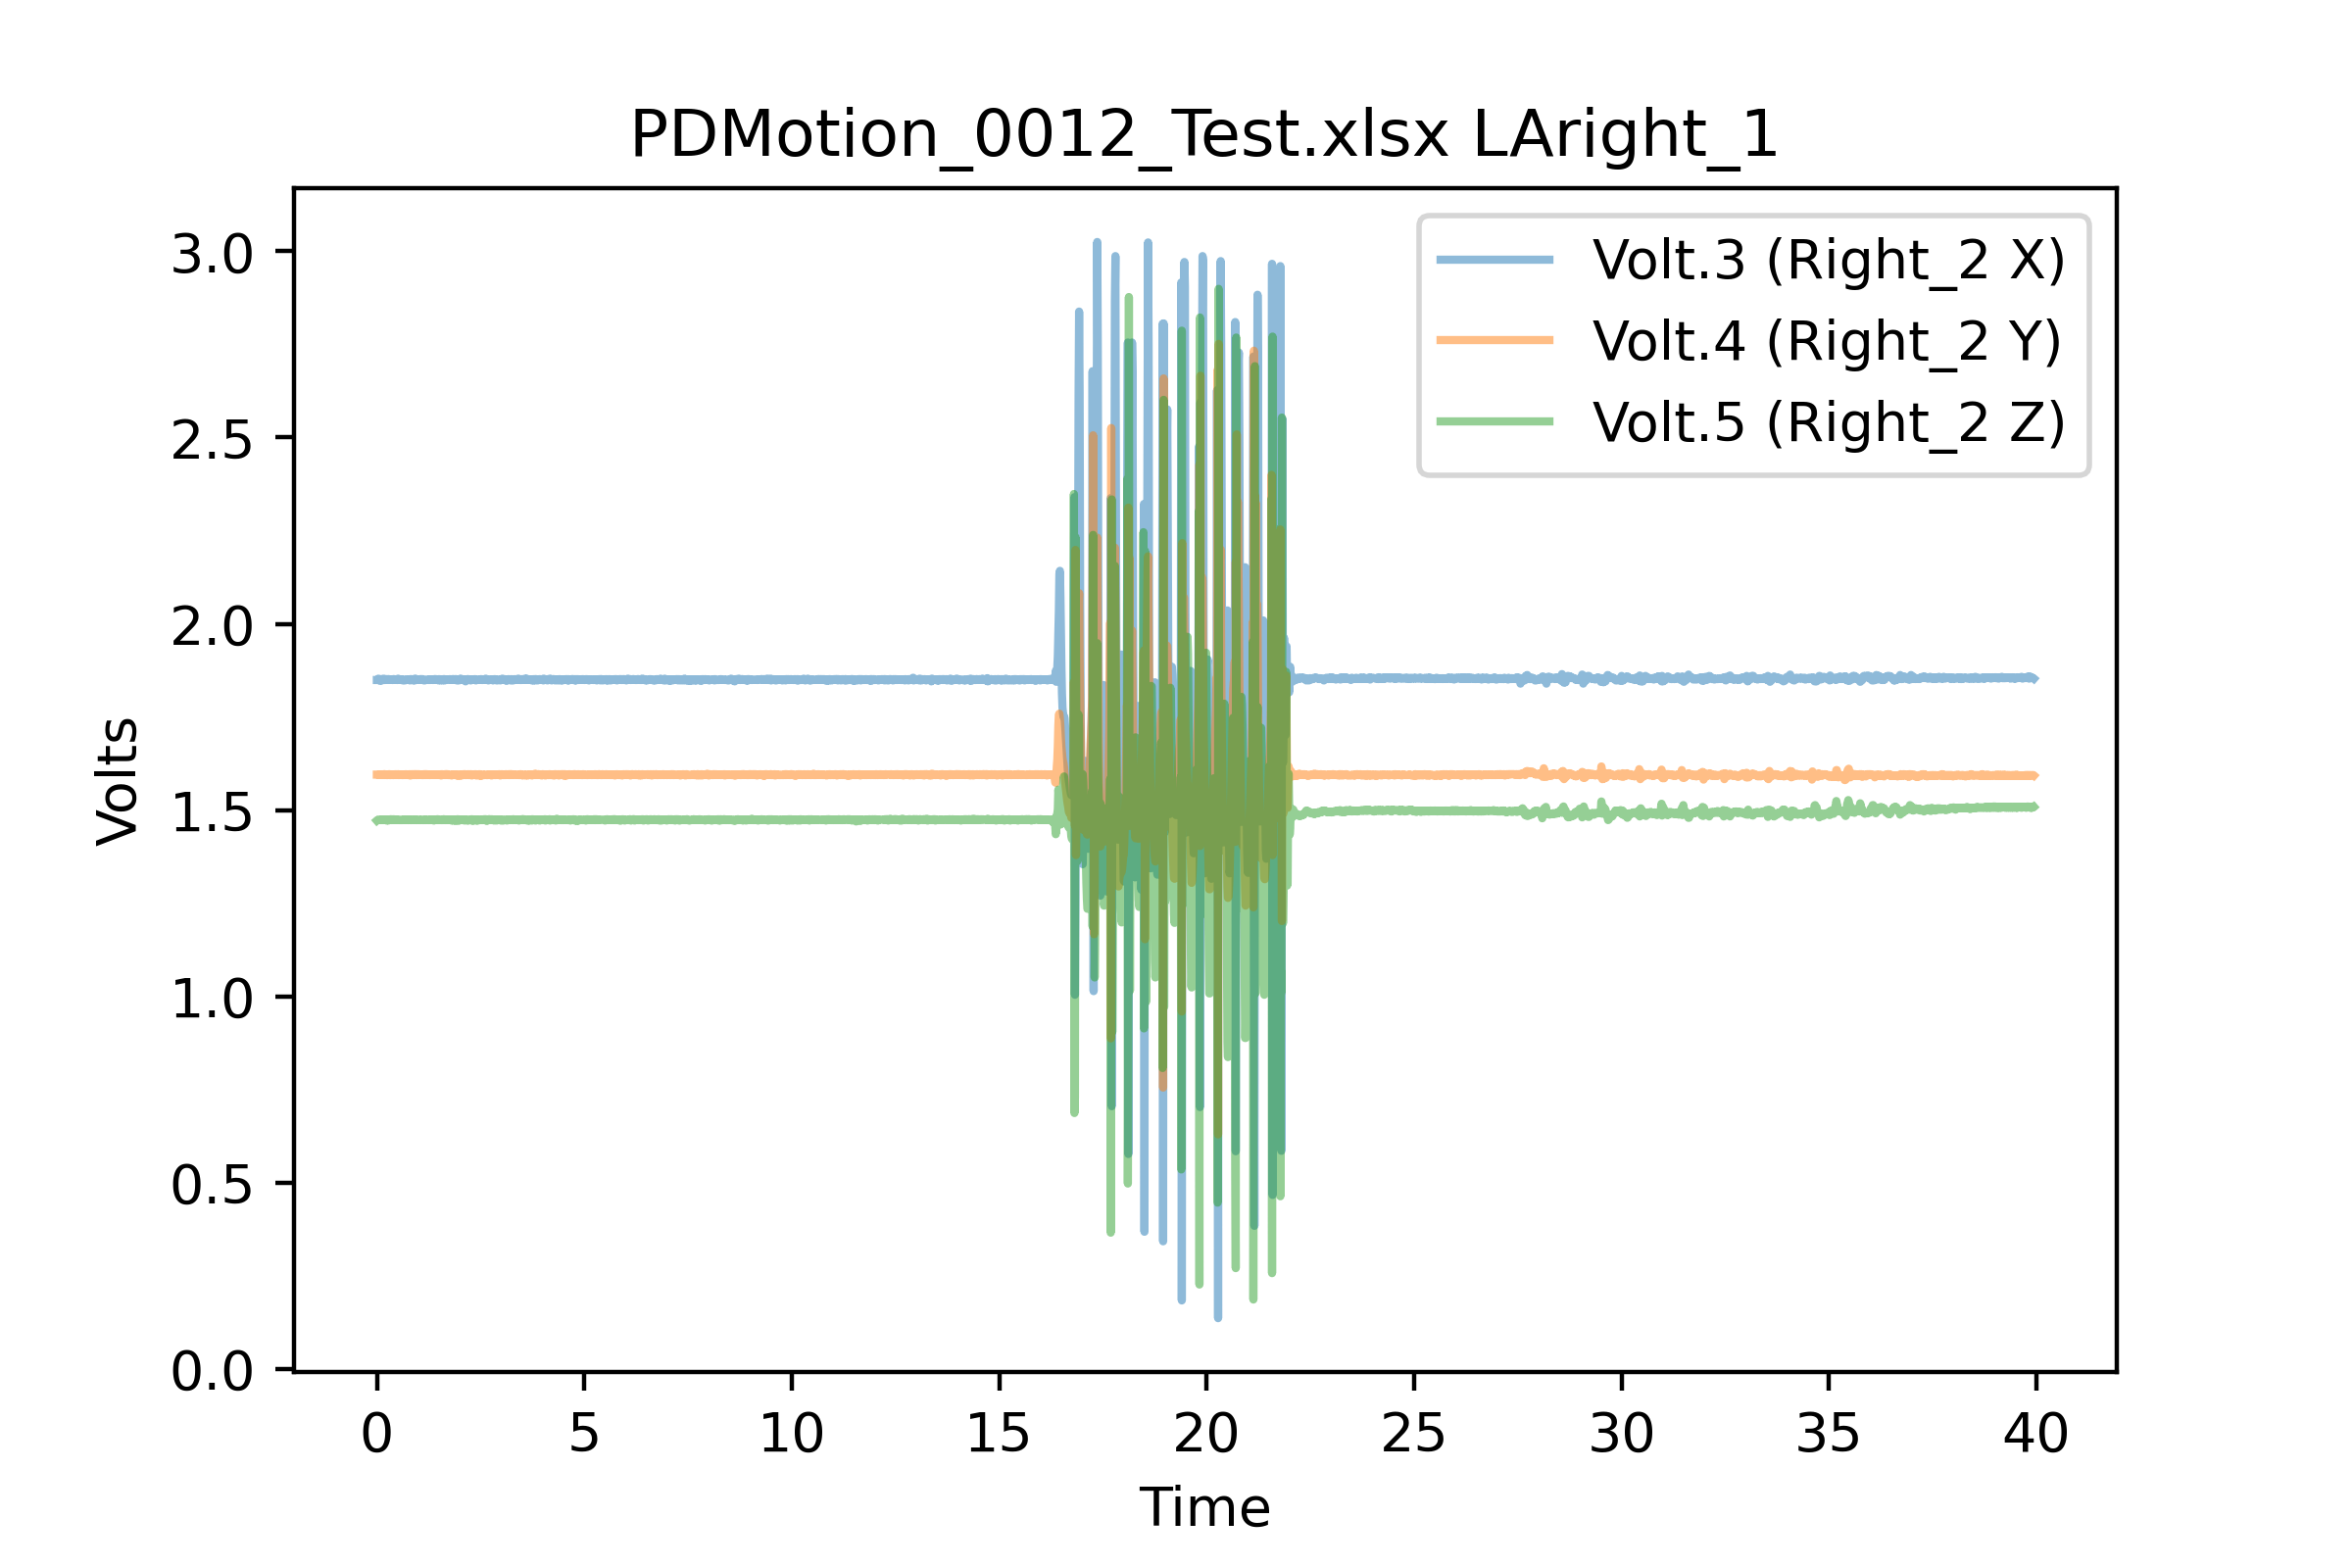 PDMotion_0012_Test.xlsx LAright_1
Volt.3 (Right_2 X)
Volt.4 (Right_2 Y)
Volt.5 (Right_2 Z)
Volts
3.0
2.5
2.0
1.5
1.0
0.5
0.0
0 5 10 15 20 25 30 35 40
Time